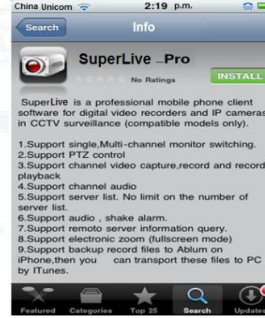 China Unicom 2:19 p.m.
Search Info
SuperLive _Pro
No Ratings
INSTALL
SuperLive is a professional mobile phone client
software for digital video recorders and IP cameras
in CCTV surveillance (compatible models only).
1.Support single,Multi-channel monitor switching.
2.Support PTZ control
3.Support channel video capture,record and record
playback
4.Support channel audio
5.Support server list. No limit on the number of
server list.
6.Support audio , shake alarm.
7.Support remoto server information query.
8.Support electronic zoom (fullscreen mode)
9.Support backup record files to Ablum on
iPhone,then you can transport these files to PC
by ITunes.
Featured Categories Top 25 Search Updates